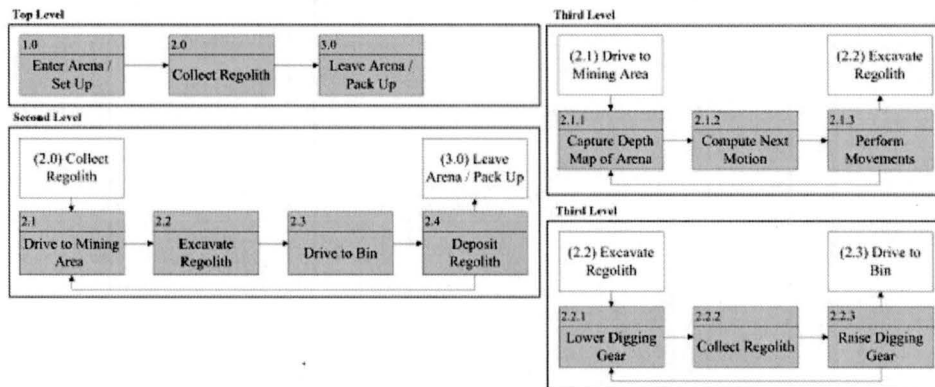 Top Level
1.0
Enter Arena /
Set Up
2.0
Collect Regolith
3.0
Leave Arena /
Pack Up
Second Level
(2.0) Collect
Regolith
(3.0) Leave
Arena / Pack Up
2.1
Drive to Mining
Area
2.2
Excavate
Regolith
2.3
Drive to Bin
2.4
Deposit
Regolith
Third Level
(2.1) Drive to
Mining Area
(2.2) Excavate
Regolith
2.1.1
Capture Depth
Map of Arena
2.1.2
Compute Next
Motion
2.1.3
Perform
Movements
Third Level
(2.2) Excavate
Regolith
(2.3) Drive to
Bin
2.2.1
Lower Digging
Gear
2.2.2
Collect Regolith
2.2.3
Raise Digging
Gear